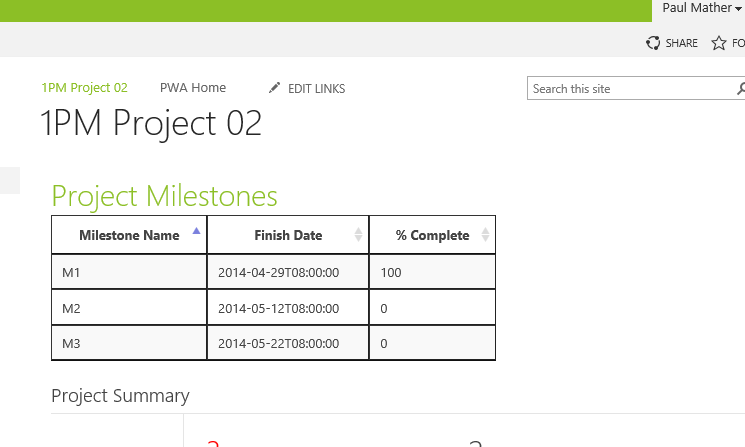 Paul Mather
SHARE
1PM Project 02 PWA Home EDIT LINKS
Search this site
1PM Project 02
Project Milestones
Milestone Name Finish Date % Complete
M1 2014-04-29T08:00:00 100
M2 2014-05-12T08:00:00 0
M3 2014-05-22T08:00:00 0
Project Summary